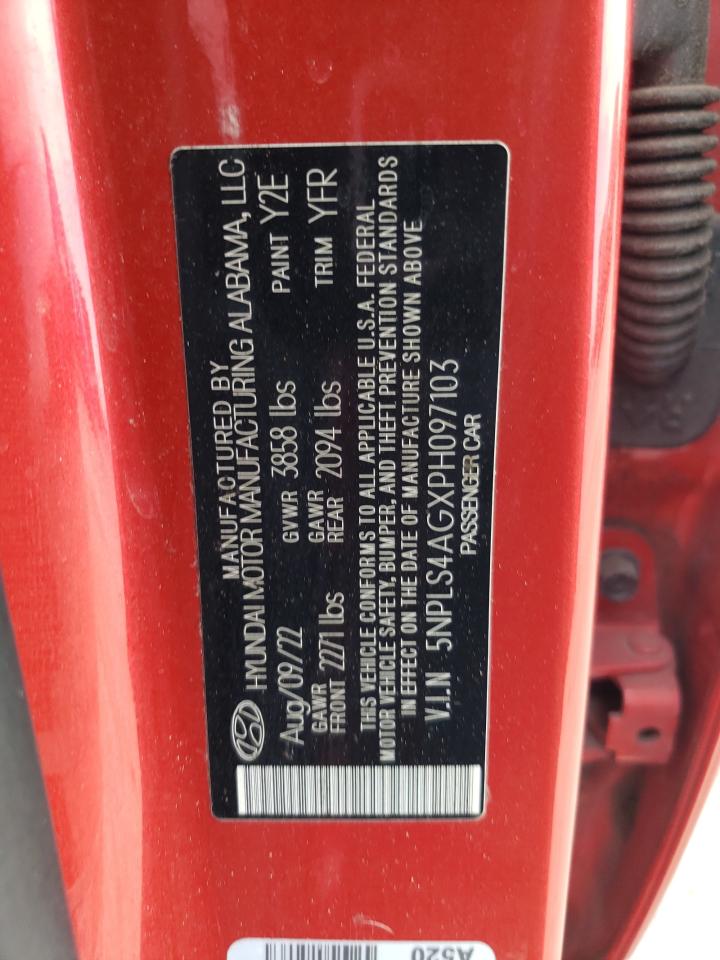 MANUFACTURED BY
HYUNDAI MOTOR MANUFACTURING ALABAMA, LLC
Aug/09/22 GVWR 3858 lbs PAINT Y2E
GAWR FRONT 2271 lbs GAWR REAR 2094 lbs TRIM YFR
THIS VEHICLE CONFORMS TO ALL APPLICABLE U.S.A. FEDERAL
MOTOR VEHICLE SAFETY, BUMPER, AND THEFT PREVENTION STANDARDS
IN EFFECT ON THE DATE OF MANUFACTURE SHOWN ABOVE
V.I.N 5NPLS4AGXPH097103
PASSENGER CAR
A520